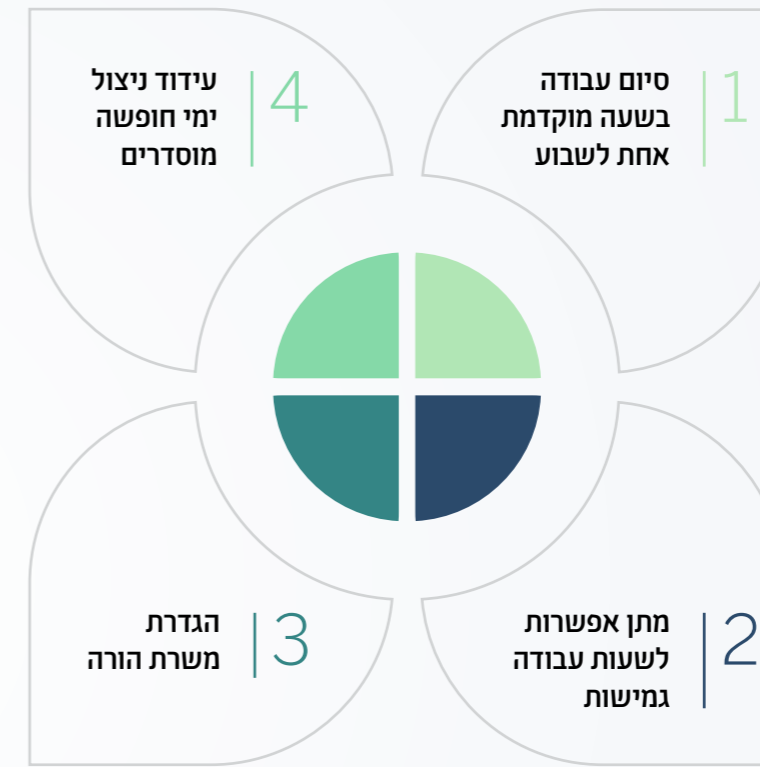 1
סיום עבודה
בשעה מוקדמת
אחת לשבוע
2
מתן אפשרות
לשעות עבודה
גמישות
3
הגדרת
משרת הורה
4
עידוד ניצול
ימי חופשה
מוסדרים